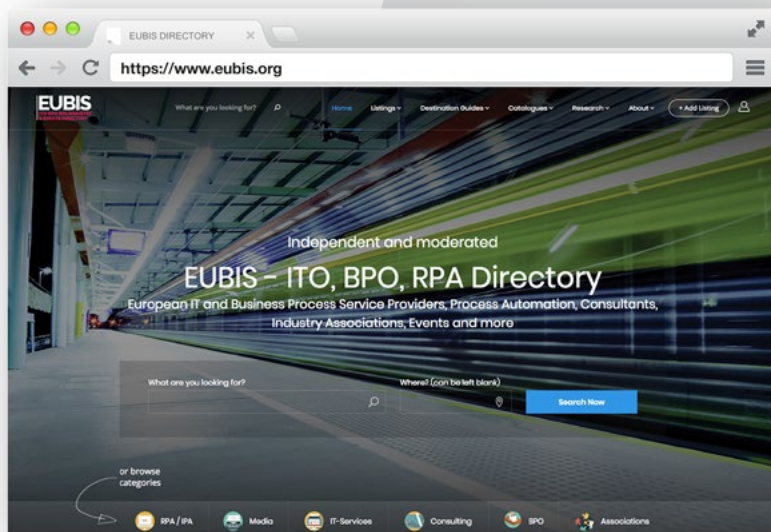 EUBIS DIRECTORY
https://www.eubis.org
EUBIS
What are you looking for?
Home
Listings
Destination Guides
Catalogues
Research
About
+ Add Listing
Independent and moderated
EUBIS - ITO, BPO, RPA Directory
European IT and Business Process Service Providers, Process Automation, Consultants,
Industry Associations, Events and more
What are you looking for?
Where? (can be left blank)
Search Now
or browse
categories
RPA / IPA
Media
IT-Services
Consulting
BPO
Associations